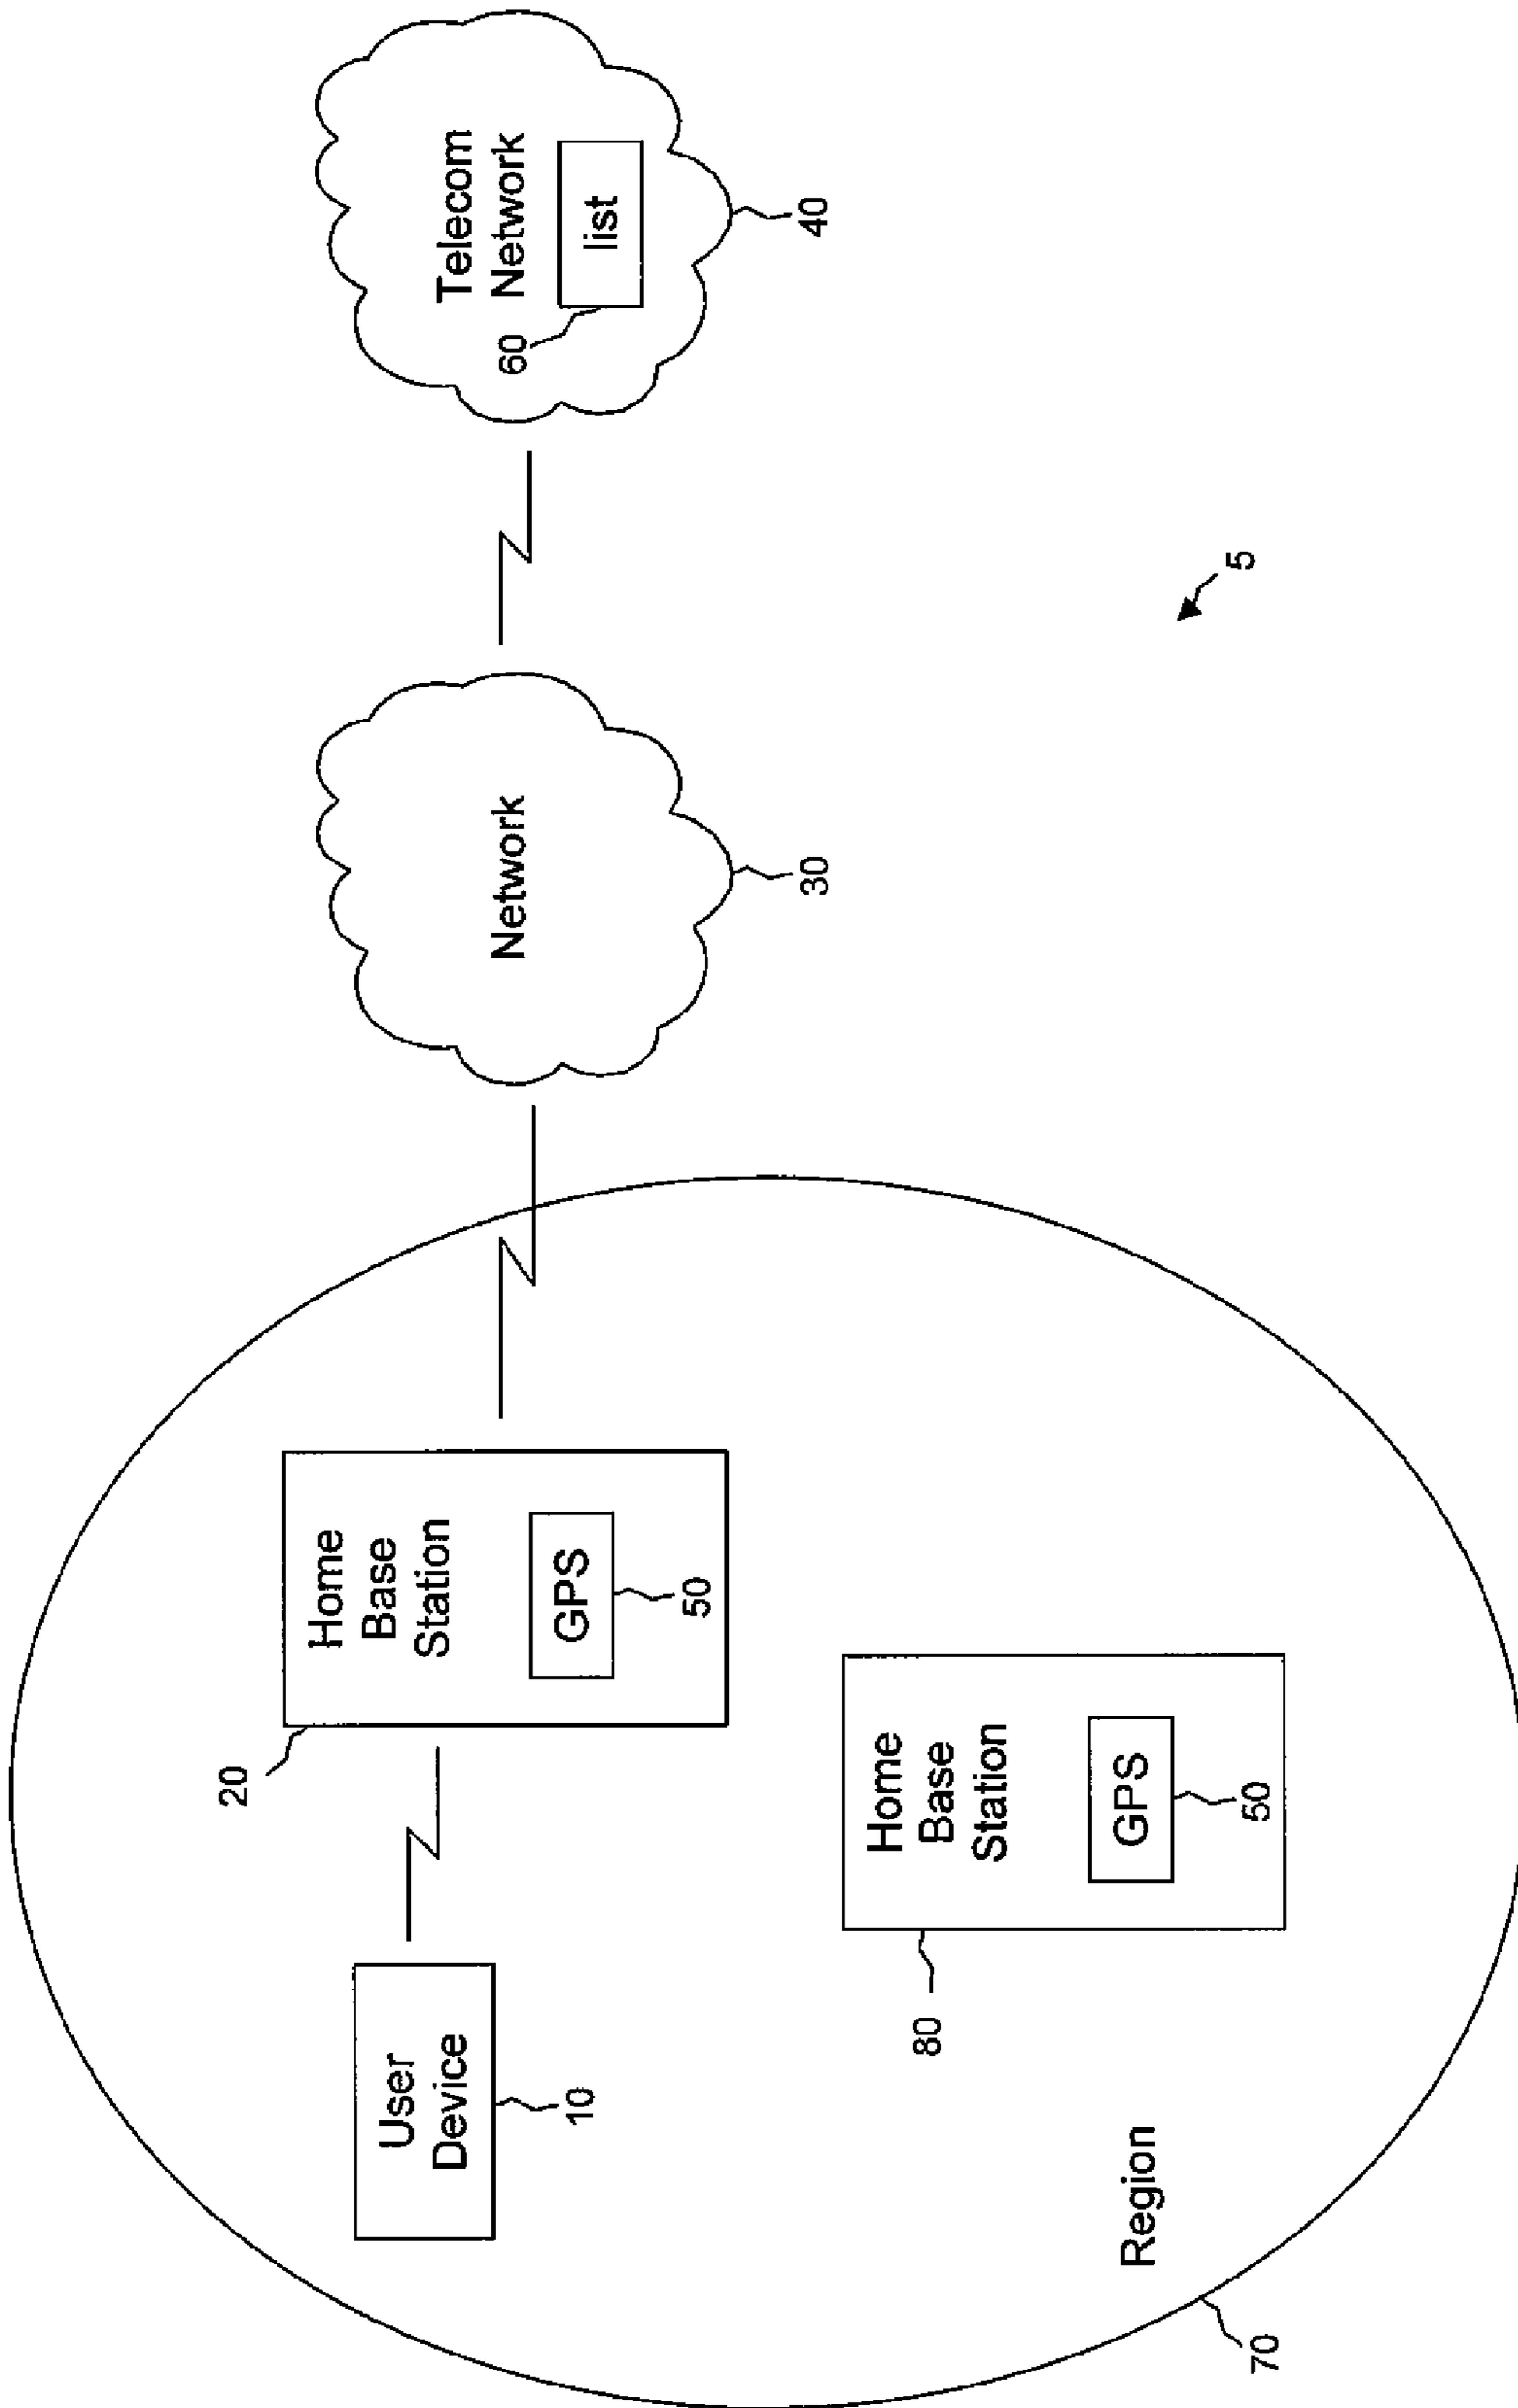 User
Device
10
20
Home
Base
Station
GPS
50
80
Home
Base
Station
GPS
50
Region
70
Network
30
Telecom
Network
60
list
40
5